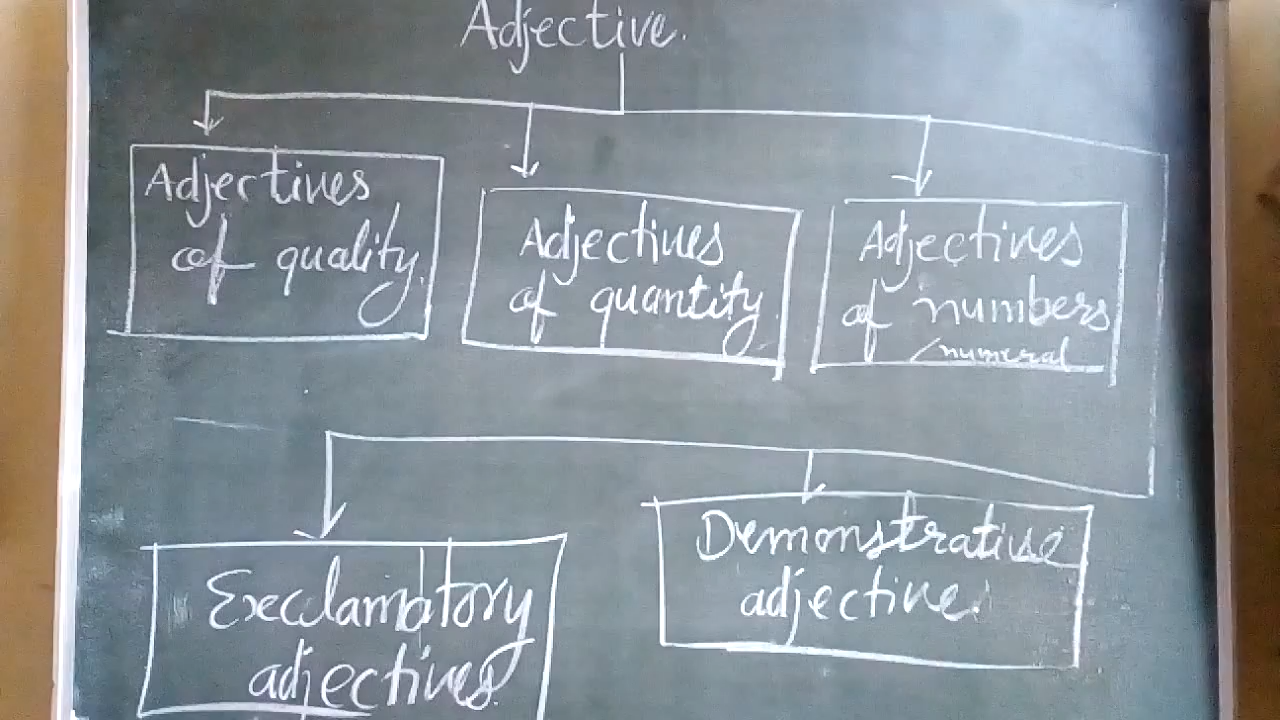 Adjective.
Adjectives
of quality.
Adjectives
of quantity.
Adjectives
of numbers
/numeral
Demonstrative
adjective.
Exclamatory
adjectives.